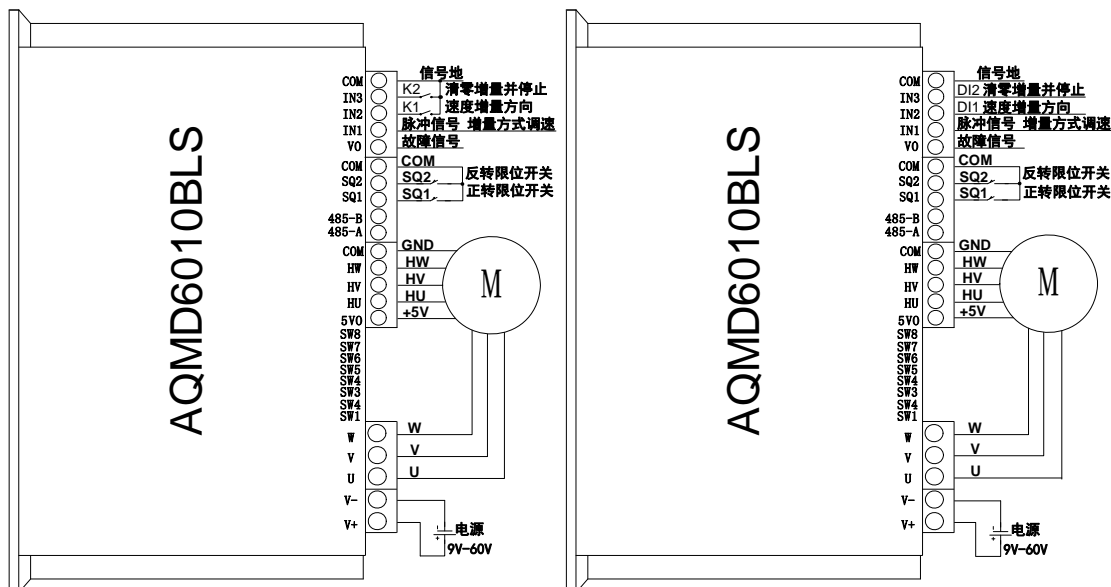 AQMD6010BLS
COM 信号地
IN3 K2 清零增量并停止
IN2 K1 速度增量方向
IN1 脉冲信号 增量方式调速
VO 故障信号
COM COM
SQ2 SQ2 反转限位开关
SQ1 SQ1 正转限位开关
485-B
485-A
COM GND
HW HW
HV HV
HU HU
5VO +5V
M
SW8
SW7
SW6
SW5
SW4
SW3
SW4
SW1
W W
V V
U U
V-
V+ 电源
9V-60V
AQMD6010BLS
COM 信号地
IN3 DI2 清零增量并停止
IN2 DI1 速度增量方向
IN1 脉冲信号 增量方式调速
VO 故障信号
COM COM
SQ2 SQ2 反转限位开关
SQ1 SQ1 正转限位开关
485-B
485-A
COM GND
HW HW
HV HV
HU HU
5VO +5V
M
SW8
SW7
SW6
SW5
SW4
SW3
SW4
SW1
W W
V V
U U
V-
V+ 电源
9V-60V